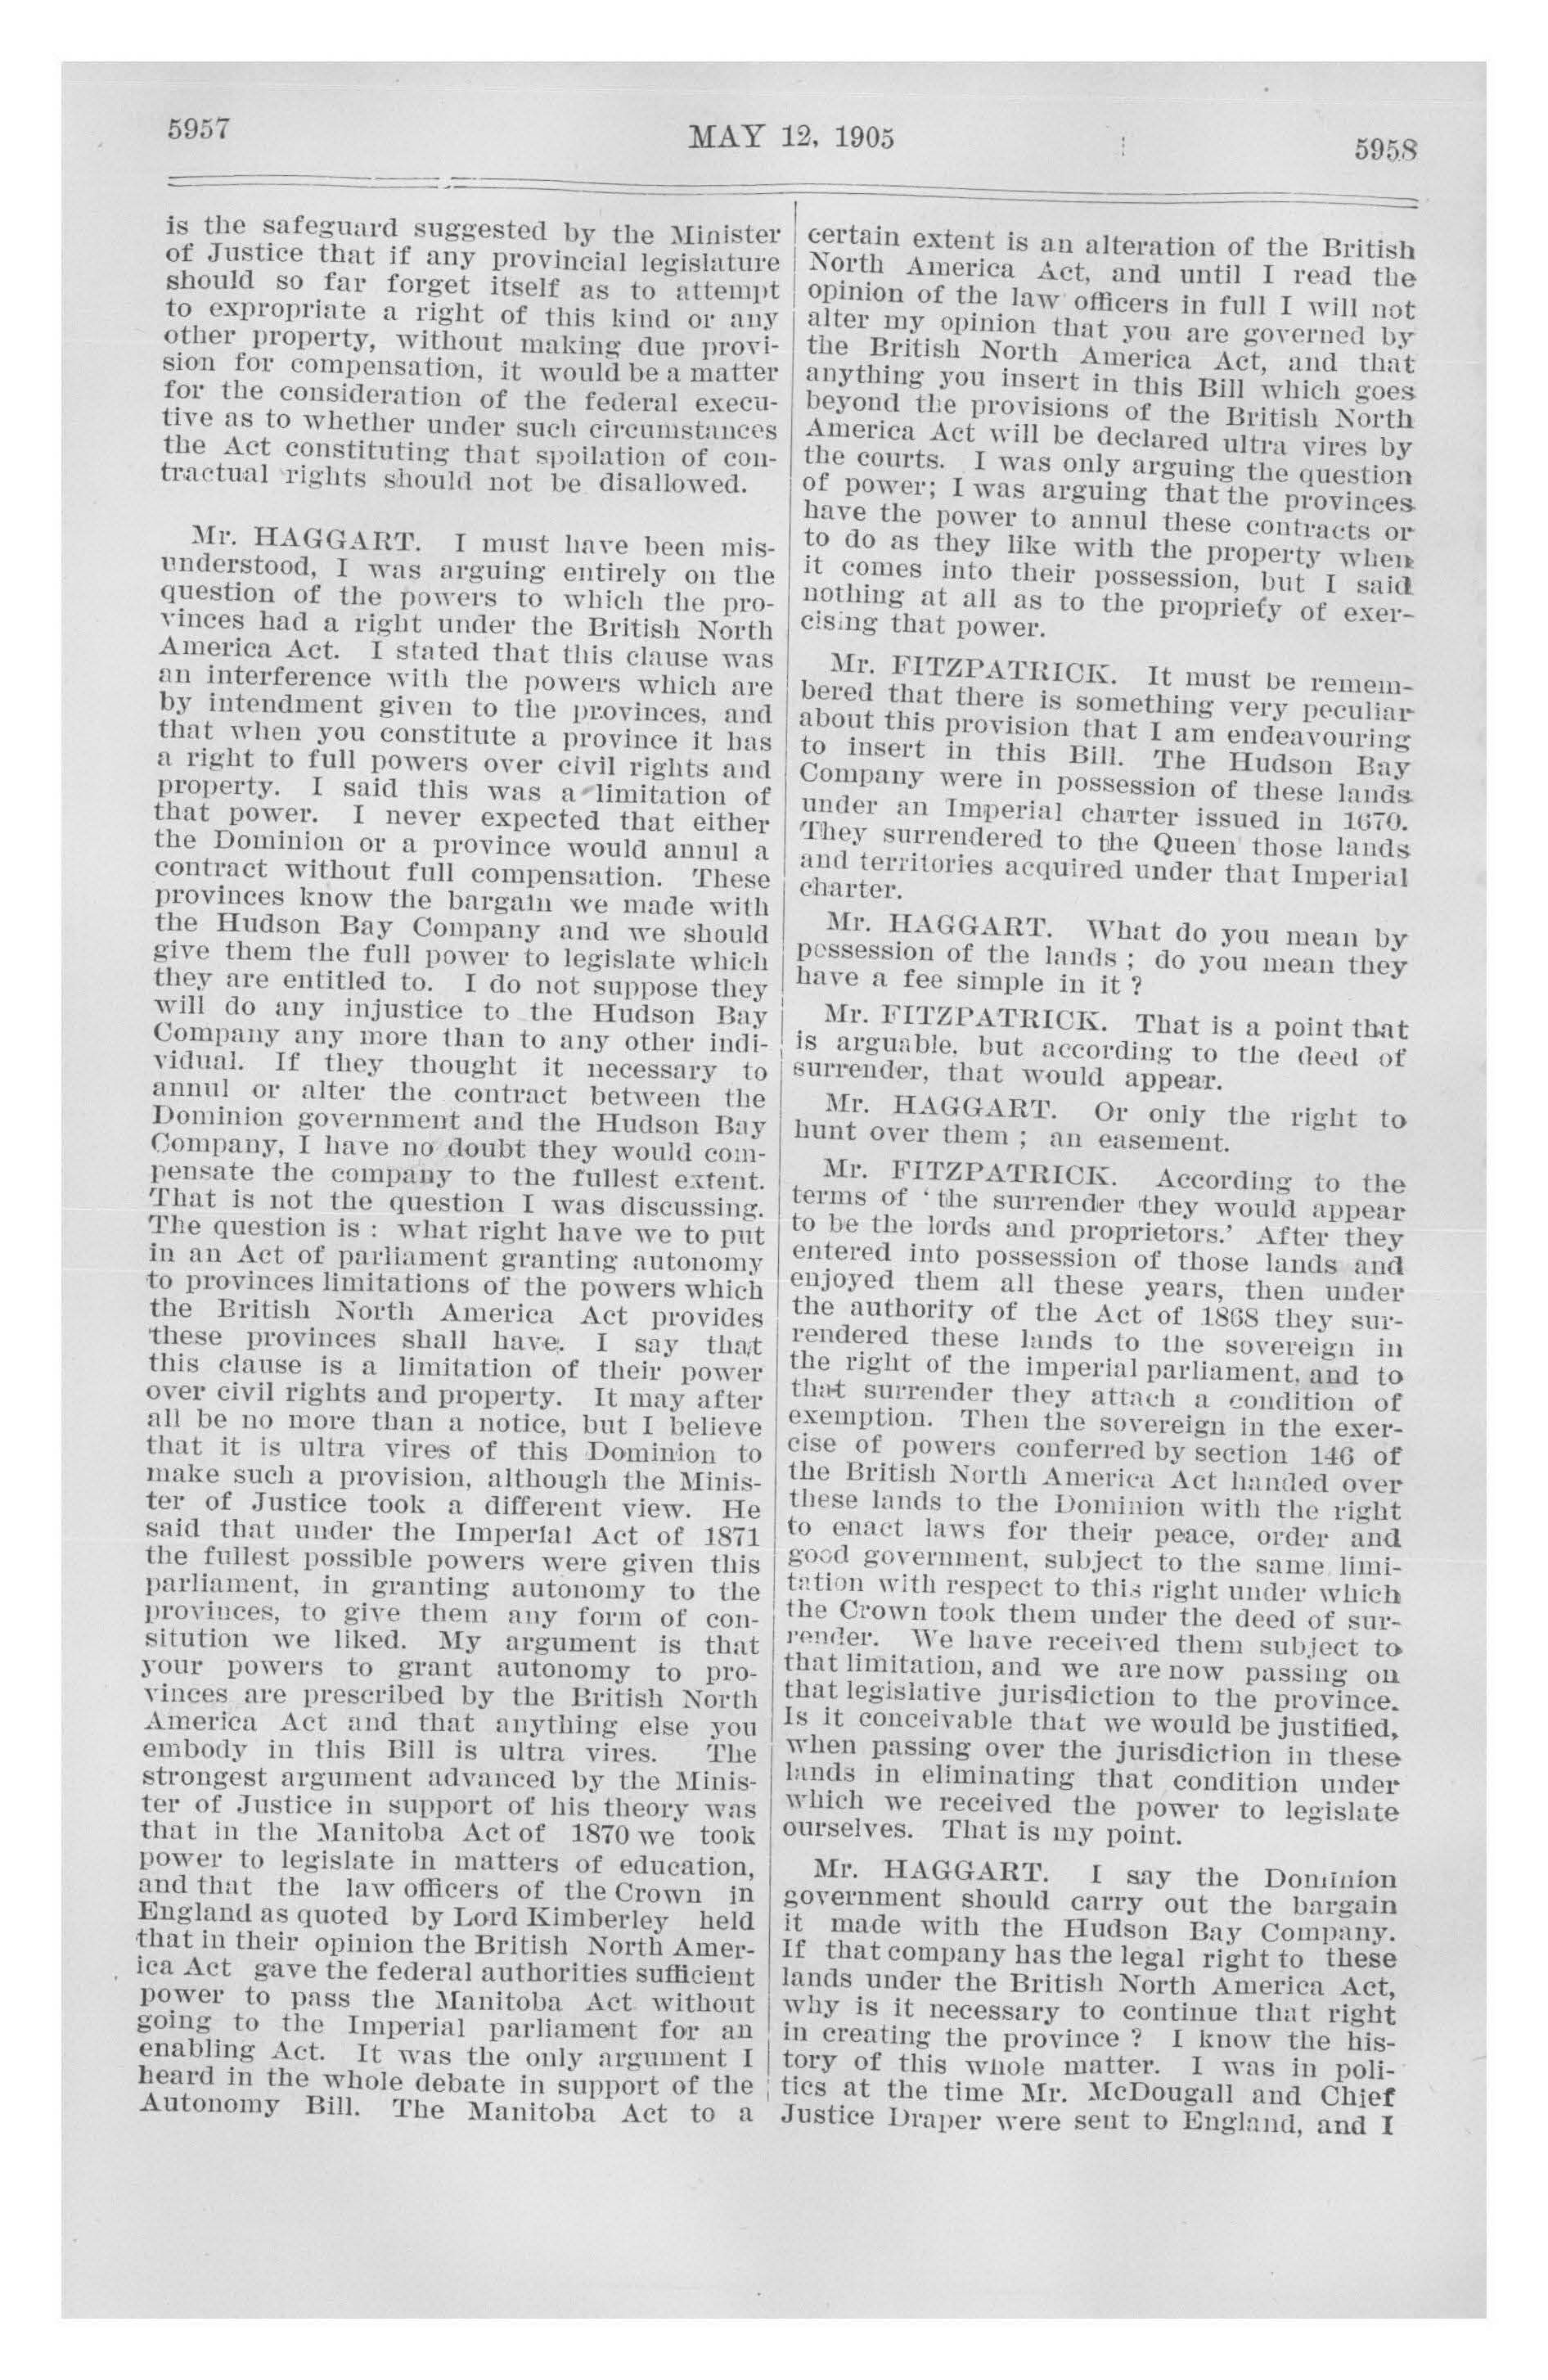 5957
MAY 12, 1905
5958
is the safeguard suggested by the Minister
of Justice that if any provincial legislature
should so far forget itself as to attempt
to expropriate a right of this kind or any
other property, without making due provi-
sion for compensation, it would be a matter
for the consideration of the federal execu-
tive as to whether under such circumstances
the Act constituting that spoilation of con-
tractual rights should not be disallowed.
Mr. HAGGART. I must have been mis-
understood, I was arguing entirely on the
question of the powers to which the pro-
vinces had a right under the British North
America Act. I stated that this clause was
an interference with the powers which are
by intendment given to the provinces, and
that when you constitute a province it has
a right to full powers over civil rights and
property. I said this was a limitation of
that power. I never expected that either
the Dominion or a province would annul a
contract without full compensation. These
provinces know the bargain we made with
the Hudson Bay Company and we should
give them the full power to legislate which
they are entitled to. I do not suppose they
will do any injustice to the Hudson Bay
Company any more than to any other indi-
vidual. If they thought it necessary to
annul or alter the contract between the
Dominion government and the Hudson Bay
Company, I have no doubt they would com-
pensate the company to the fullest extent.
That is not the question I was discussing.
The question is : what right have we to put
in an Act of parliament granting autonomy
to provinces limitations of the powers which
the British North America Act provides
these provinces shall have. I say that
this clause is a limitation of their power
over civil rights and property. It may after
all be no more than a notice, but I believe
that it is ultra vires of this Dominion to
make such a provision, although the Minis-
ter of Justice took a different view. He
said that under the Imperial Act of 1871
the fullest possible powers were given this
parliament, in granting autonomy to the
provinces, to give them any form of con-
sitution we liked. My argument is that
your powers to grant autonomy to pro-
vinces are prescribed by the British North
America Act and that anything else you
embody in this Bill is ultra vires. The
strongest argument advanced by the Minis-
ter of Justice in support of his theory was
that in the Manitoba Act of 1870 we took
power to legislate in matters of education,
and that the law officers of the Crown in
England as quoted by Lord Kimberley held
that in their opinion the British North Amer-
ica Act gave the federal authorities sufficient
power to pass the Manitoba Act without
going to the Imperial parliament for an
enabling Act. It was the only argument I
heard in the whole debate in support of the
Autonomy Bill. The Manitoba Act to a
certain extent is an alteration of the British
North America Act, and until I read the
opinion of the law officers in full I will not
alter my opinion that you are governed by
the British North America Act, and that
anything you insert in this Bill which goes
beyond the provisions of the British North
America Act will be declared ultra vires by
the courts. I was only arguing the question
of power; I was arguing that the provinces
have the power to annul these contracts or
to do as they like with the property when
it comes into their possession, but I said
nothing at all as to the propriety of exer-
cising that power.
Mr. FITZPATRICK. It must be remem-
bered that there is something very peculiar
about this provision that I am endeavouring
to insert in this Bill. The Hudson Bay
Company were in possession of these lands
under an Imperial charter issued in 1670.
They surrendered to the Queen those lands
and territories acquired under that Imperial
charter.
Mr. HAGGART. What do you mean by
possession of the lands ; do you mean they
have a fee simple in it ?
Mr. FITZPATRICK. That is a point that
is arguable, but according to the deed of
surrender, that would appear.
Mr. HAGGART. Or only the right to
hunt over them ; an easement.
Mr. FITZPATRICK. According to the
terms of ' the surrender they would appear
to be the lords and proprietors.' After they
entered into possession of those lands and
enjoyed them all these years, then under
the authority of the Act of 1868 they sur-
rendered these lands to the sovereign in
the right of the imperial parliament, and to
that surrender they attach a condition of
exemption. Then the sovereign in the exer-
cise of powers conferred by section 146 of
the British North America Act handed over
these lands to the Dominion with the right
to enact laws for their peace, order and
good government, subject to the same limi-
tation with respect to this right under which
the Crown took them under the deed of sur-
render. We have received them subject to
that limitation, and we are now passing on
that legislative jurisdiction to the province.
Is it conceivable that we would be justified,
when passing over the jurisdiction in these
lands in eliminating that condition under
which we received the power to legislate
ourselves. That is my point.
Mr. HAGGART. I say the Dominion
government should carry out the bargain
it made with the Hudson Bay Company.
If that company has the legal right to these
lands under the British North America Act,
why is it necessary to continue that right
in creating the province ? I know the his-
tory of this whole matter. I was in poli-
tics at the time Mr. McDougall and Chief
Justice Draper were sent to England, and I